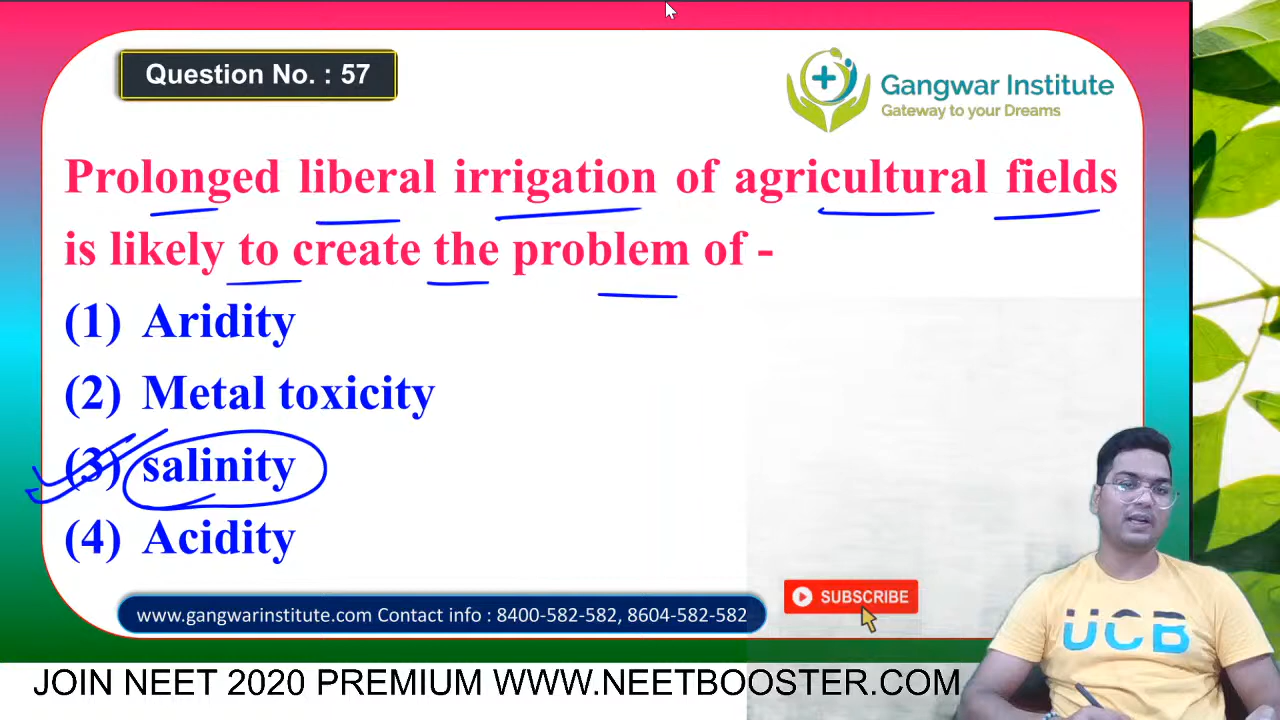 Question No. : 57
Gangwar Institute
Gateway to your Dreams
Prolonged liberal irrigation of agricultural fields
is likely to create the problem of -
(1) Aridity
(2) Metal toxicity
(3) salinity
(4) Acidity
SUBSCRIBE
www.gangwarinstitute.com Contact info : 8400-582-582, 8604-582-582
UCB
JOIN NEET 2020 PREMIUM WWW.NEETBOOSTER.COM